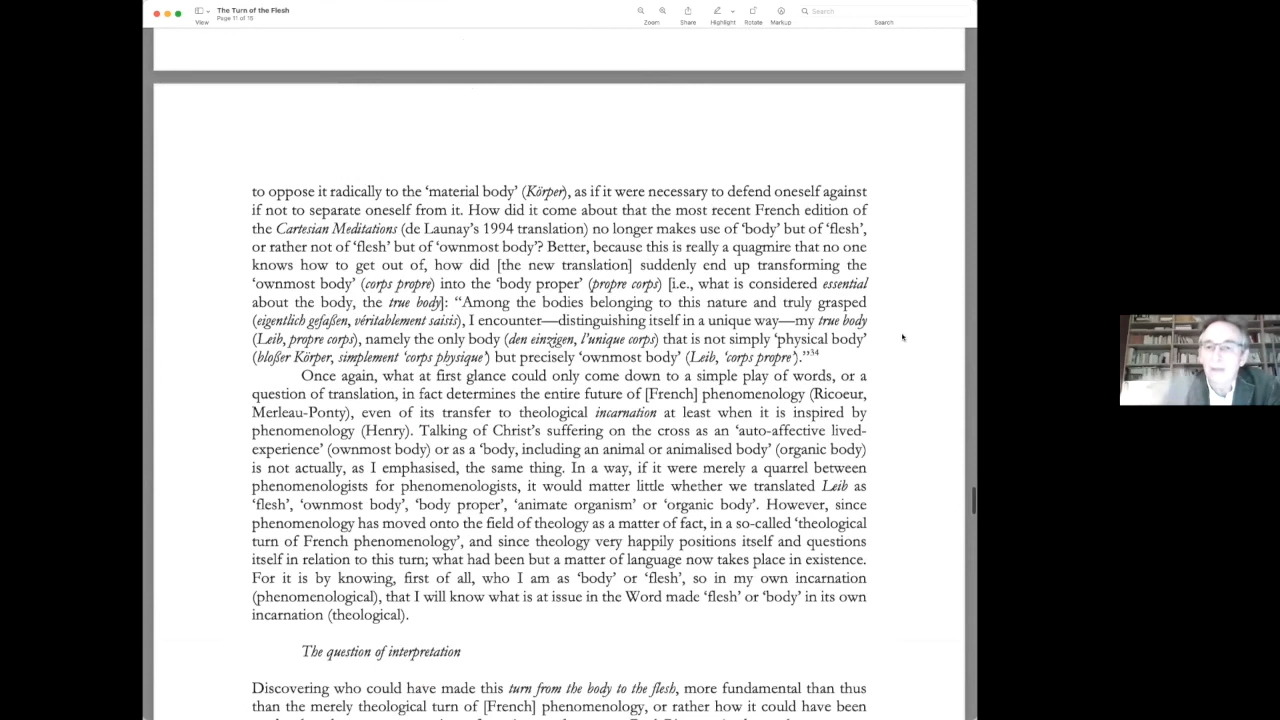 The Turn of the Flesh
Page 11 of 15
View
Zoom
Share
Highlight
Rotate
Markup
Search
Search
to oppose it radically to the ‘material body’ (Körper), as if it were necessary to defend oneself against
if not to separate oneself from it. How did it come about that the most recent French edition of
the Cartesian Meditations (de Launay’s 1994 translation) no longer makes use of ‘body’ but of ‘flesh’,
or rather not of ‘flesh’ but of ‘ownmost body’? Better, because this is really a quagmire that no one
knows how to get out of, how did [the new translation] suddenly end up transforming the
‘ownmost body’ (corps propre) into the ‘body proper’ (propre corps) [i.e., what is considered essential
about the body, the true body]: “Among the bodies belonging to this nature and truly grasped
(eigentlich gefaßen, véritablement saisis), I encounter—distinguishing itself in a unique way—my true body
(Leib, propre corps), namely the only body (den einzigen, l’unique corps) that is not simply ‘physical body’
(bloßer Körper, simplement ‘corps physique’) but precisely ‘ownmost body’ (Leib, ‘corps propre’).”34
Once again, what at first glance could only come down to a simple play of words, or a
question of translation, in fact determines the entire future of [French] phenomenology (Ricoeur,
Merleau-Ponty), even of its transfer to theological incarnation at least when it is inspired by
phenomenology (Henry). Talking of Christ’s suffering on the cross as an ‘auto-affective lived-
experience’ (ownmost body) or as a ‘body, including an animal or animalised body’ (organic body)
is not actually, as I emphasised, the same thing. In a way, if it were merely a quarrel between
phenomenologists for phenomenologists, it would matter little whether we translated Leib as
‘flesh’, ‘ownmost body’, ‘body proper’, ‘animate organism’ or ‘organic body’. However, since
phenomenology has moved onto the field of theology as a matter of fact, in a so-called ‘theological
turn of French phenomenology’, and since theology very happily positions itself and questions
itself in relation to this turn; what had been but a matter of language now takes place in existence.
For it is by knowing, first of all, who I am as ‘body’ or ‘flesh’, so in my own incarnation
(phenomenological), that I will know what is at issue in the Word made ‘flesh’ or ‘body’ in its own
incarnation (theological).
The question of interpretation
Discovering who could have made this turn from the body to the flesh, more fundamental than thus
than the merely theological turn of [French] phenomenology, or rather how it could have been